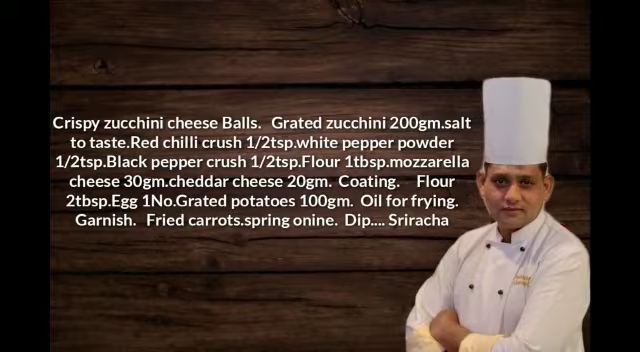 Crispy zucchini cheese Balls. Grated zucchini 200gm.salt
to taste.Red chilli crush 1/2tsp.white pepper powder
1/2tsp.Black pepper crush 1/2tsp.Flour 1tbsp.mozzarella
cheese 30gm.cheddar cheese 20gm. Coating. Flour
2tbsp.Egg 1No.Grated potatoes 100gm. Oil for frying.
Garnish. Fried carrots.spring onine. Dip.... Sriracha